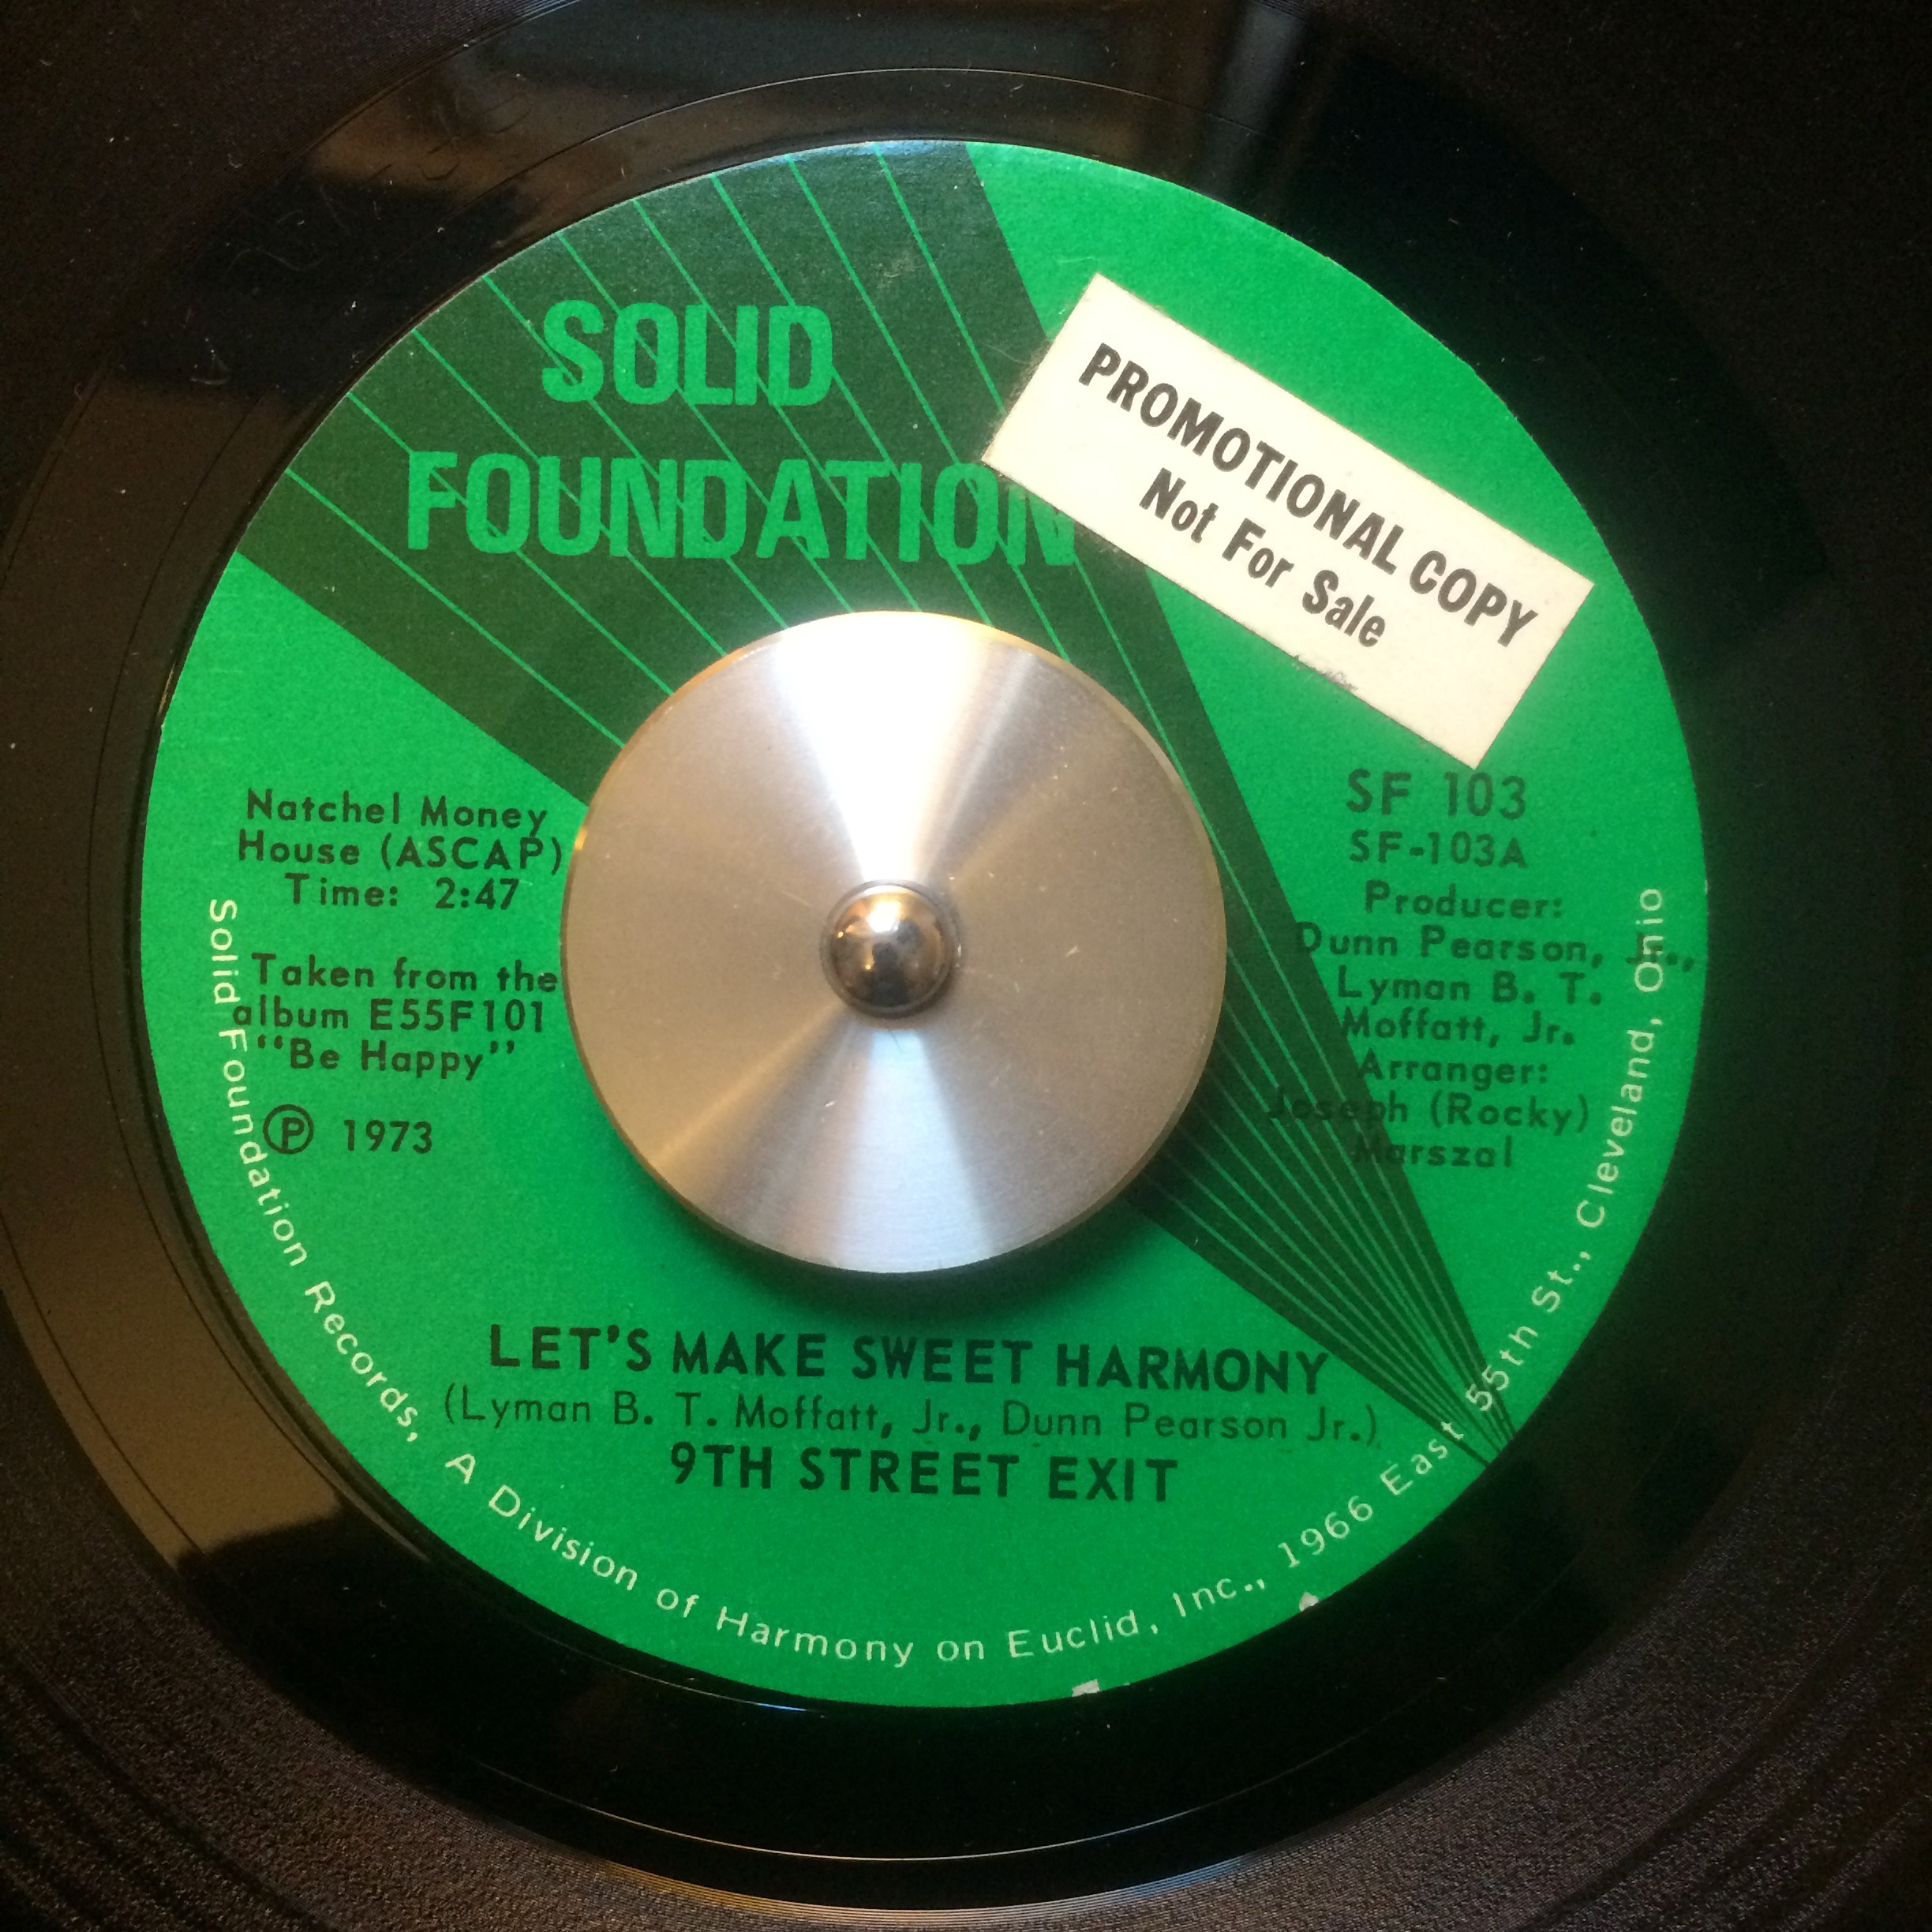 SOLID
FOUNDATION
PROMOTIONAL COPY
Not For Sale
Natchel Money
House (ASCAP)
Time: 2:47
Taken from the
album E55F101
“Be Happy”
Ⓟ 1973
SF 103
SF-103A
Producer:
Dunn Pearson, Jr.,
Lyman B. T.
Moffatt, Jr.
Arranger:
Joseph (Rocky)
Marszal
LET'S MAKE SWEET HARMONY
(Lyman B. T. Moffatt, Jr., Dunn Pearson Jr.)
9TH STREET EXIT
Solid Foundation Records, A Division of Harmony on Euclid, Inc., 1966 East 55th St., Cleveland, Ohio